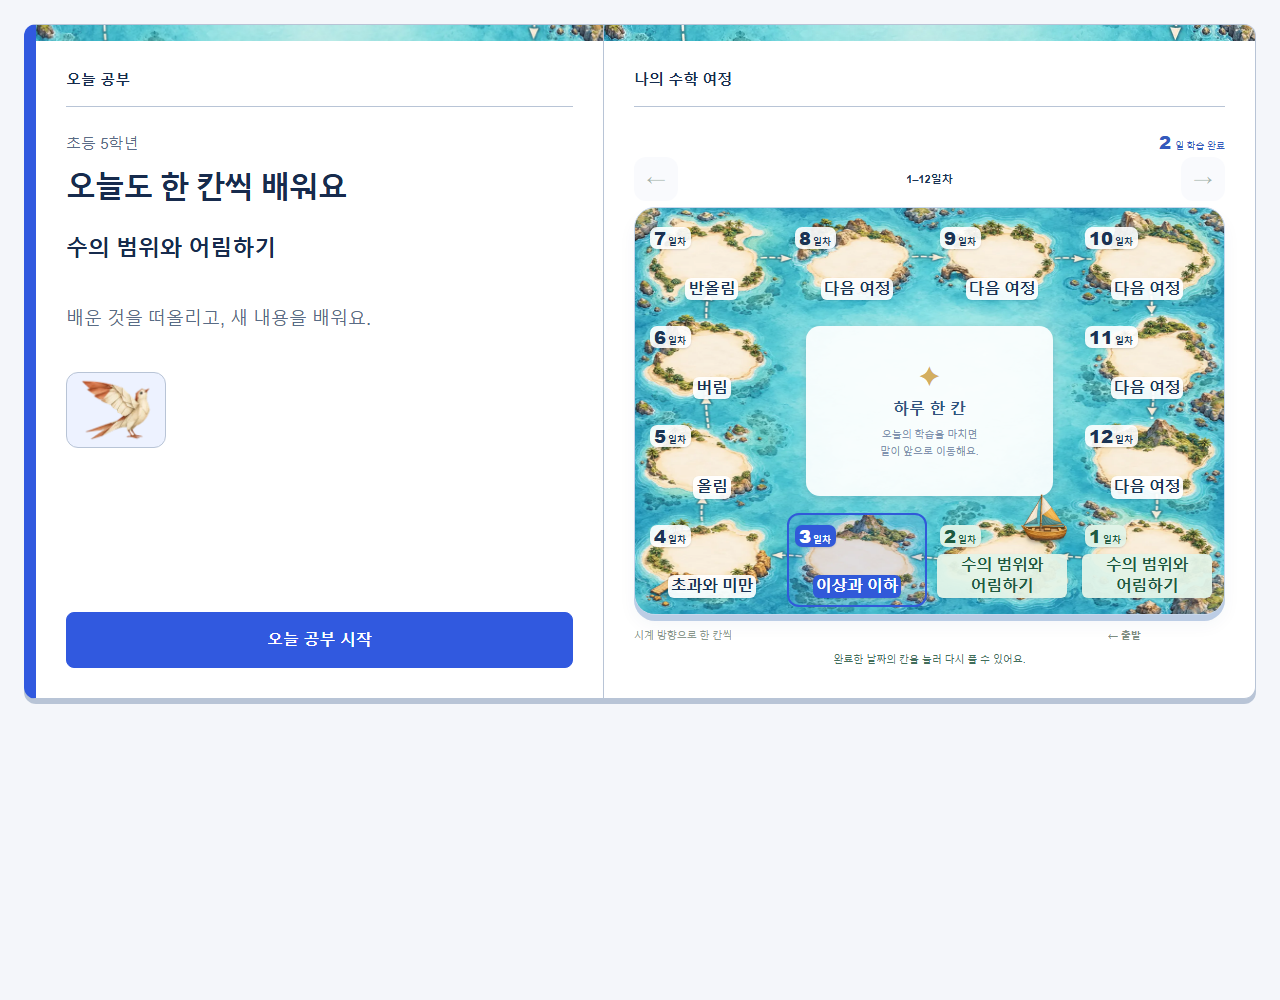 오늘 공부
초등 5학년
오늘도 한 칸씩 배워요
수의 범위와 어림하기
배운 것을 떠올리고, 새 내용을 배워요.
오늘 공부 시작
나의 수학 여정
2 일 학습 완료
←
1–12일차
→
7 일차
반올림
8 일차
다음 여정
9 일차
다음 여정
10 일차
다음 여정
6 일차
버림
11 일차
다음 여정
하루 한 칸
오늘의 학습을 마치면
말이 앞으로 이동해요.
5 일차
올림
12 일차
다음 여정
4 일차
초과와 미만
3 일차
이상과 이하
2 일차
수의 범위와
어림하기
1 일차
수의 범위와
어림하기
시계 방향으로 한 칸씩
← 출발
완료한 날짜의 칸을 눌러 다시 풀 수 있어요.